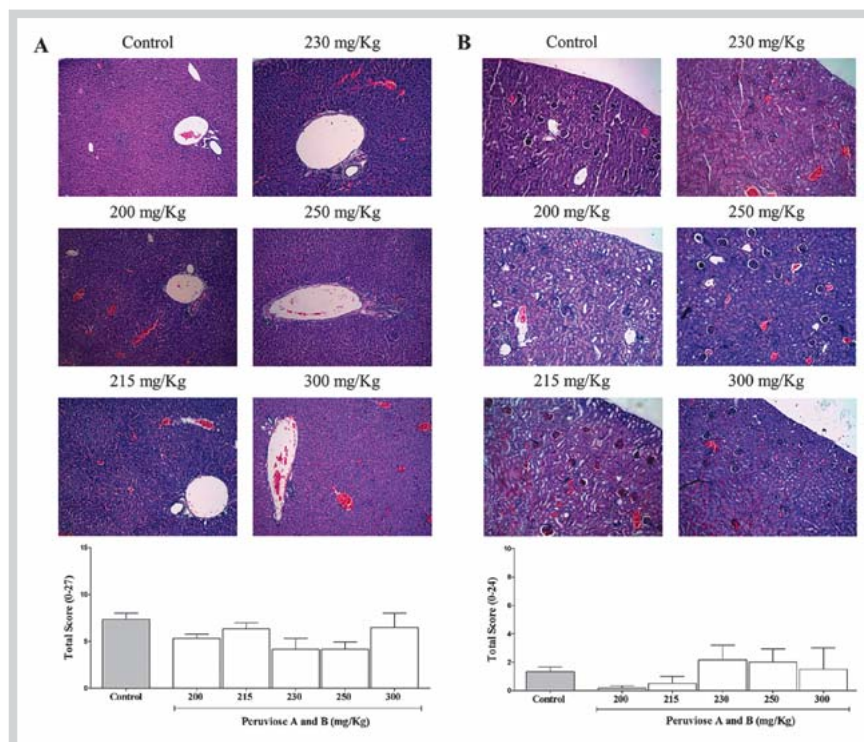 A
Control
230 mg/Kg
200 mg/Kg
250 mg/Kg
215 mg/Kg
300 mg/Kg
Total Score (0-27)
15
10
5
0
Control
200
215
230
250
300
Peruviose A and B (mg/Kg)
B
Control
230 mg/Kg
200 mg/Kg
250 mg/Kg
215 mg/Kg
300 mg/Kg
Total Score (0-24)
10
8
6
4
2
0
Control
200
215
230
250
300
Peruviose A and B (mg/Kg)